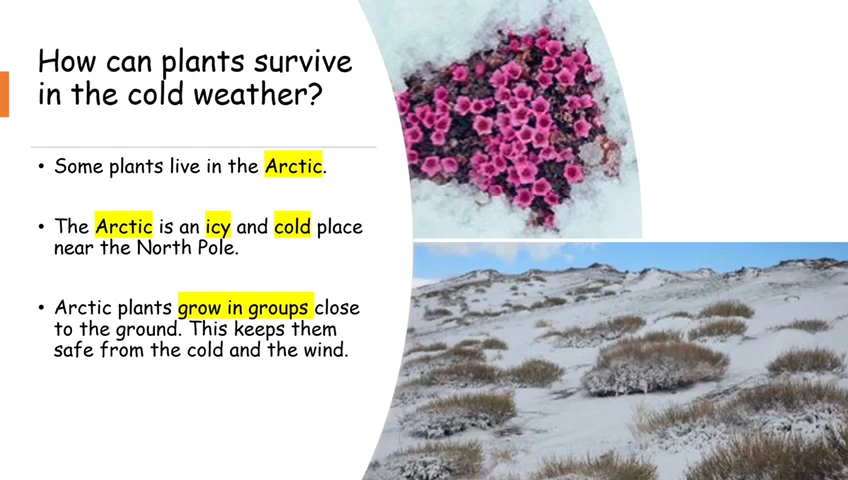 How can plants survive
in the cold weather?
• Some plants live in the Arctic.
• The Arctic is an icy and cold place
near the North Pole.
• Arctic plants grow in groups close
to the ground. This keeps them
safe from the cold and the wind.